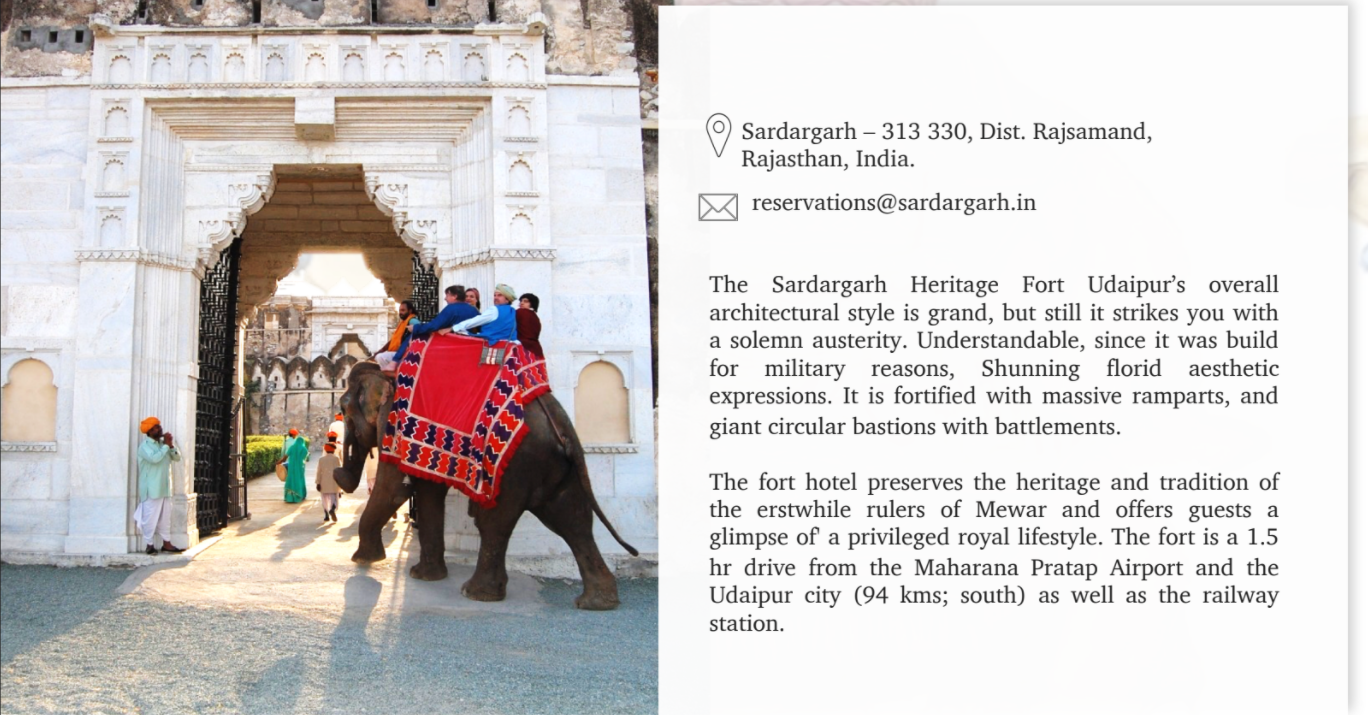 Sardargarh – 313 330, Dist. Rajsamand,
Rajasthan, India.
reservations@sardargarh.in
The Sardargarh Heritage Fort Udaipur’s overall
architectural style is grand, but still it strikes you with
a solemn austerity. Understandable, since it was build
for military reasons, Shunning florid aesthetic
expressions. It is fortified with massive ramparts, and
giant circular bastions with battlements.
The fort hotel preserves the heritage and tradition of
the erstwhile rulers of Mewar and offers guests a
glimpse of' a privileged royal lifestyle. The fort is a 1.5
hr drive from the Maharana Pratap Airport and the
Udaipur city (94 kms; south) as well as the railway
station.